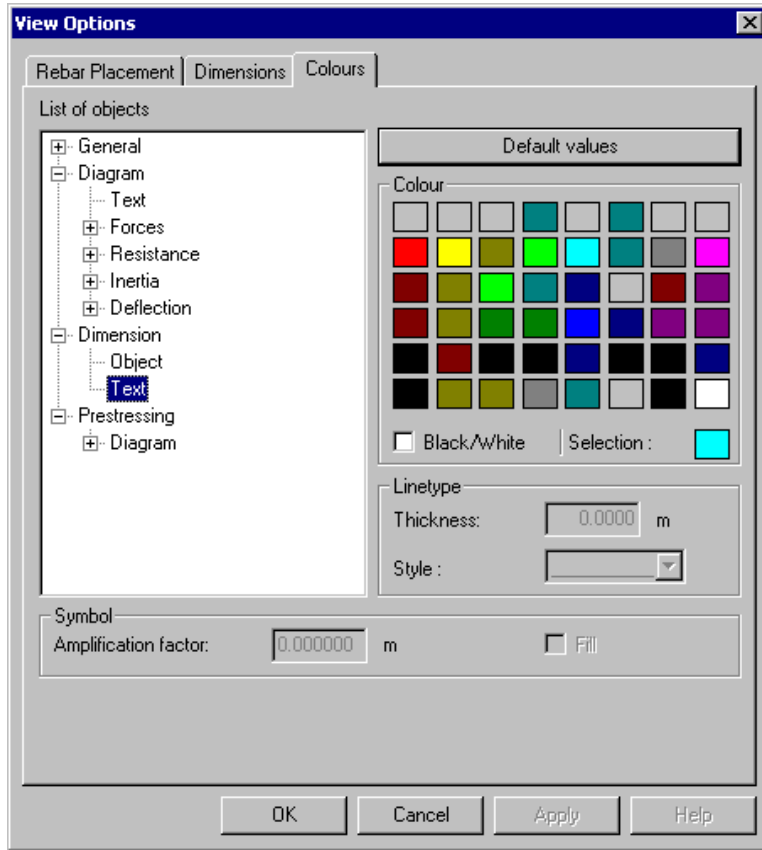 View Options
Rebar Placement Dimensions Colours
List of objects
General
Diagram
Text
Forces
Resistance
Inertia
Deflection
Dimension
Object
Text
Prestressing
Diagram
Default values
Colour
Black/White Selection :
Linetype
Thickness: 0.0000 m
Style :
Symbol
Amplification factor: 0.000000 m Fill
OK Cancel Apply Help